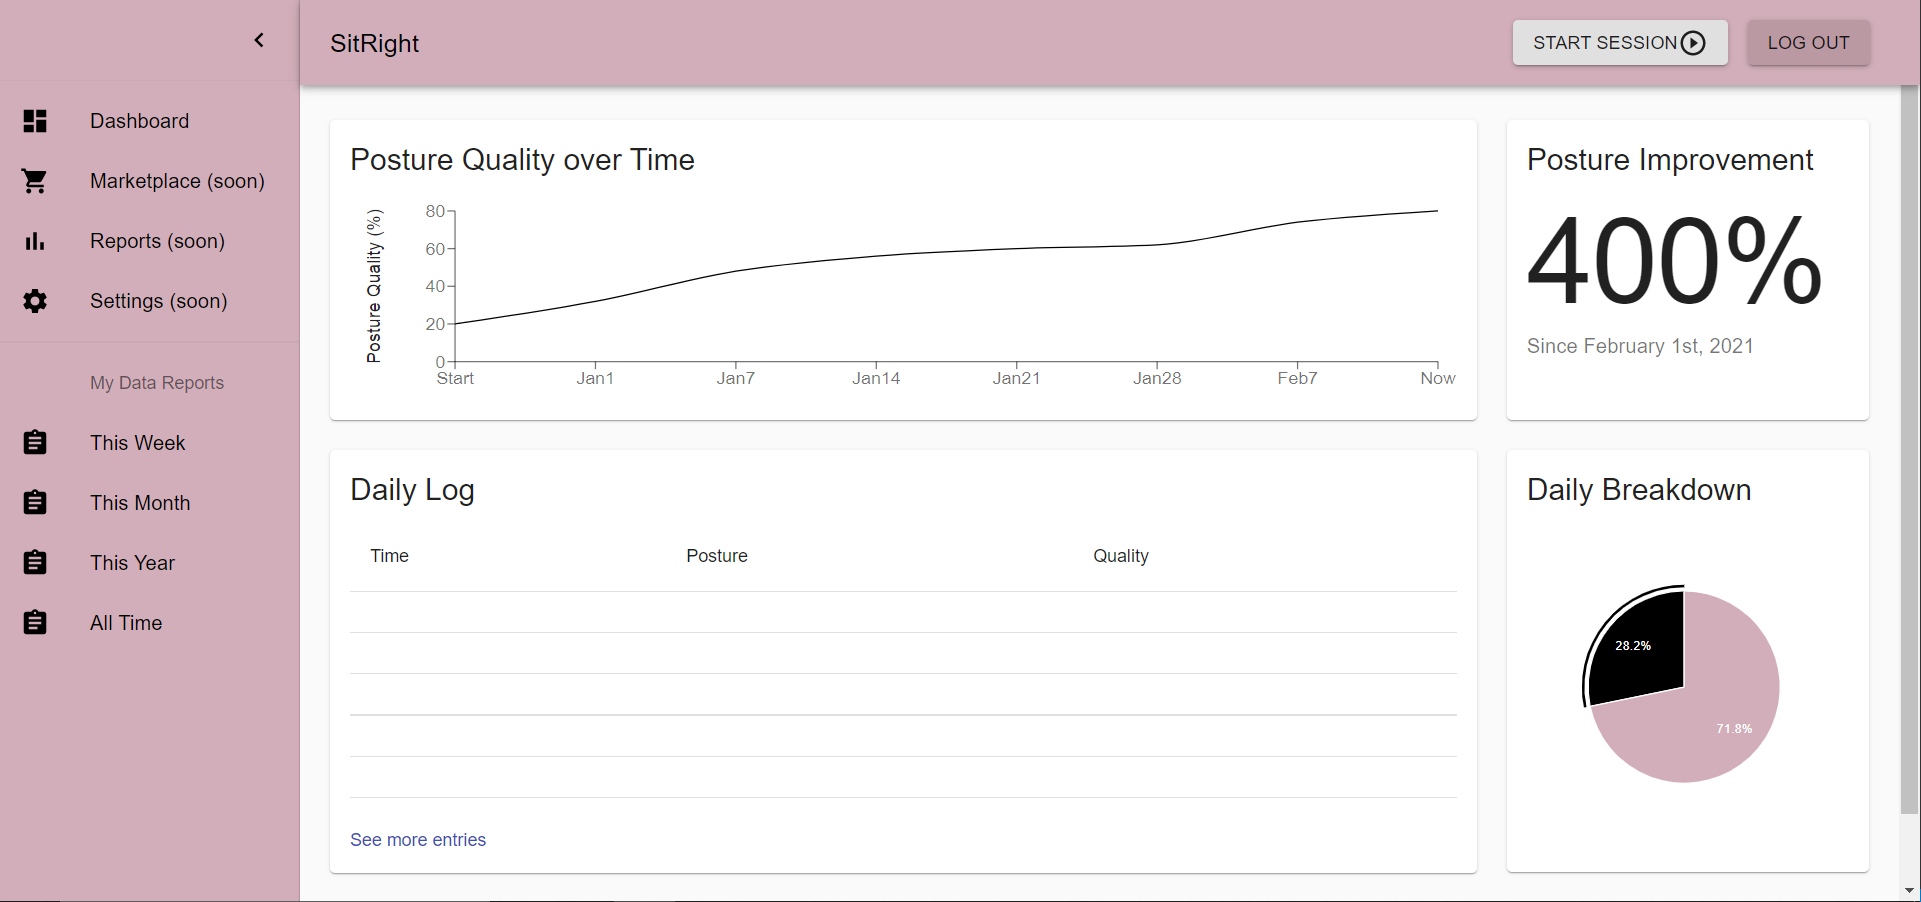 SitRight
START SESSION
LOG OUT
Dashboard
Marketplace (soon)
Reports (soon)
Settings (soon)
My Data Reports
This Week
This Month
This Year
All Time
Posture Quality over Time
Posture Quality (%)
80
60
40
20
0
Start Jan1 Jan7 Jan14 Jan21 Jan28 Feb7 Now
Posture Improvement
400%
Since February 1st, 2021
Daily Log
Time Posture Quality
See more entries
Daily Breakdown
28.2%
71.8%